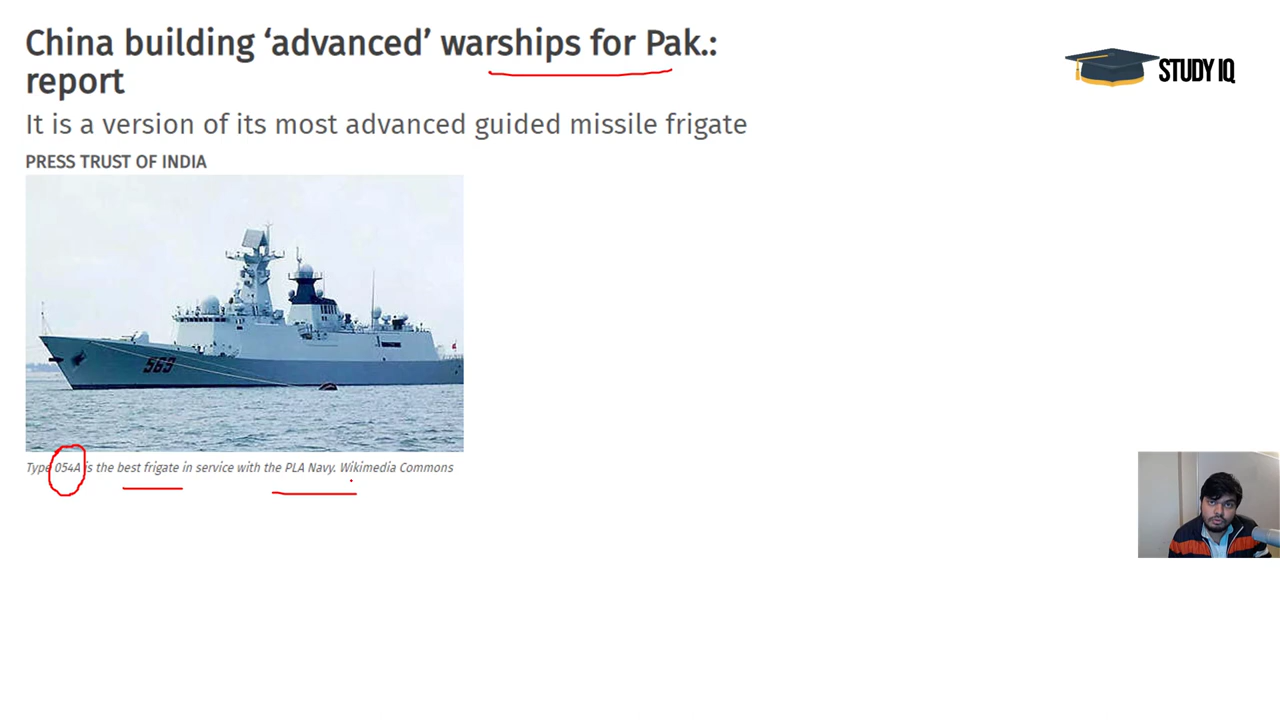 China building ‘advanced’ warships for Pak.:
report
STUDY IQ
It is a version of its most advanced guided missile frigate
PRESS TRUST OF INDIA
569
Type 054A is the best frigate in service with the PLA Navy. Wikimedia Commons